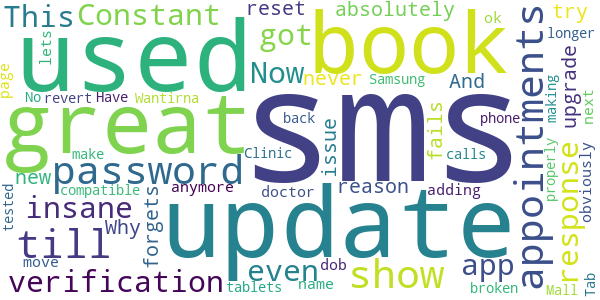 This Constant reset absolutely try
used got book ok longer
page lets Now never Samsung And appointments upgrade
No revert Have Wantirna great sms fails making
password back issue phone response next
new make Clinic calls properly obviously
compatible anymore doctor reason adding
tested insane Why forgets update
till even dob show app
move verification tablets name broken Mall Tab